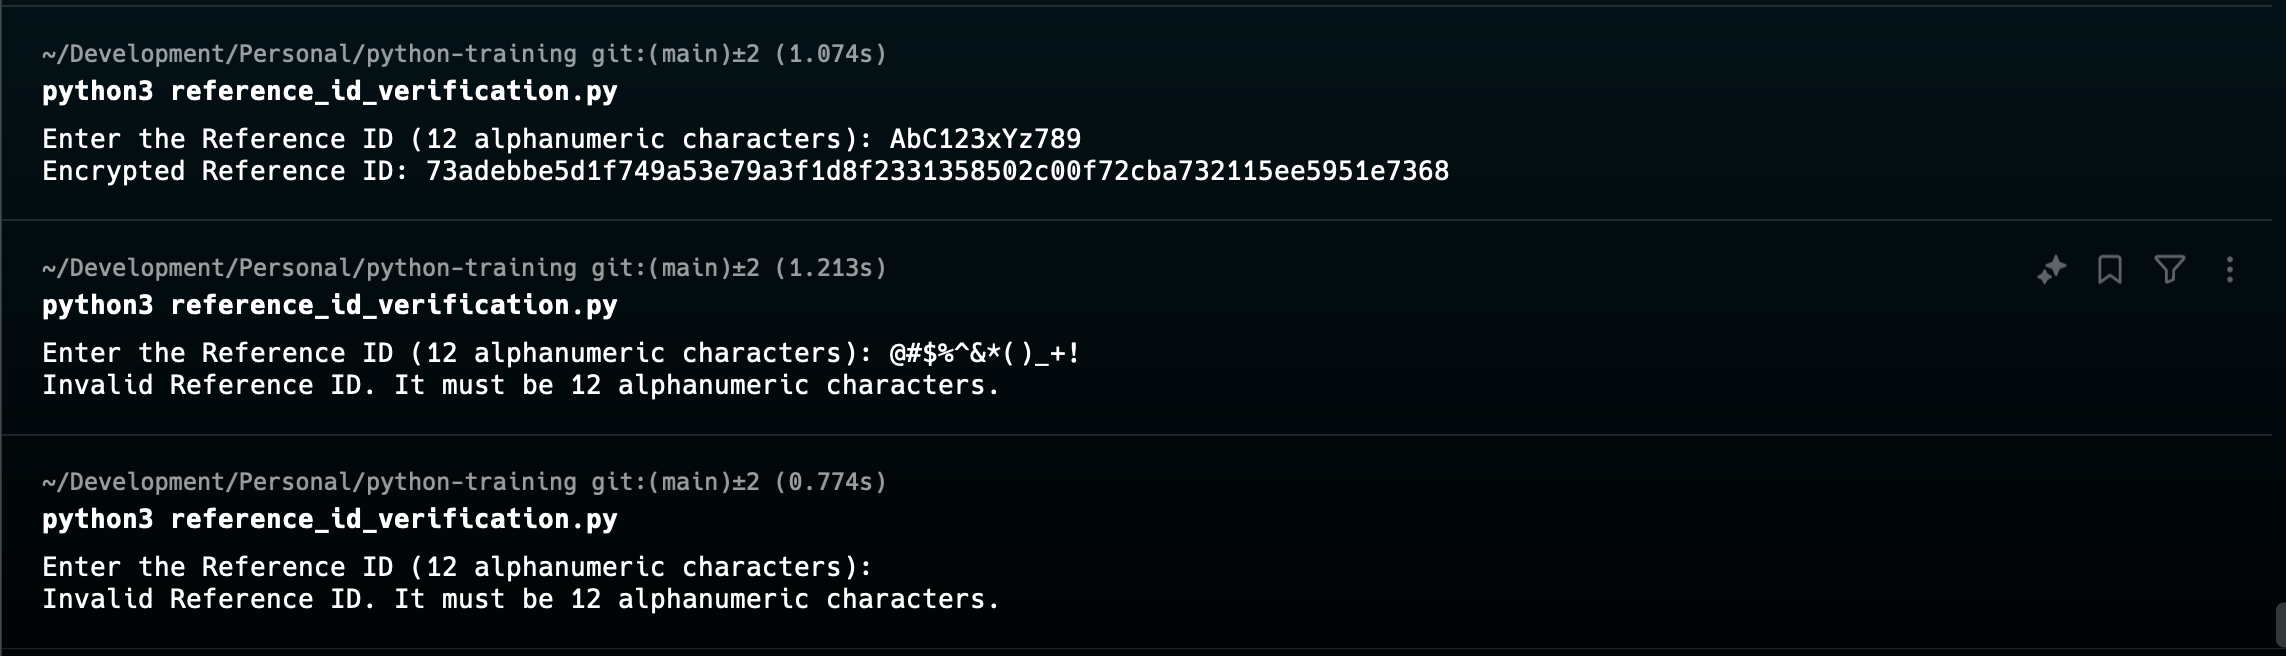 ~/Development/Personal/python-training git:(main)±2 (1.074s)
python3 reference_id_verification.py
Enter the Reference ID (12 alphanumeric characters): AbC123xYz789
Encrypted Reference ID: 73adebbe5d1f749a53e79a3f1d8f2331358502c00f72cba732115ee5951e7368
~/Development/Personal/python-training git:(main)±2 (1.213s)
python3 reference_id_verification.py
Enter the Reference ID (12 alphanumeric characters): @#$%^&*()_+!
Invalid Reference ID. It must be 12 alphanumeric characters.
~/Development/Personal/python-training git:(main)±2 (0.774s)
python3 reference_id_verification.py
Enter the Reference ID (12 alphanumeric characters):
Invalid Reference ID. It must be 12 alphanumeric characters.